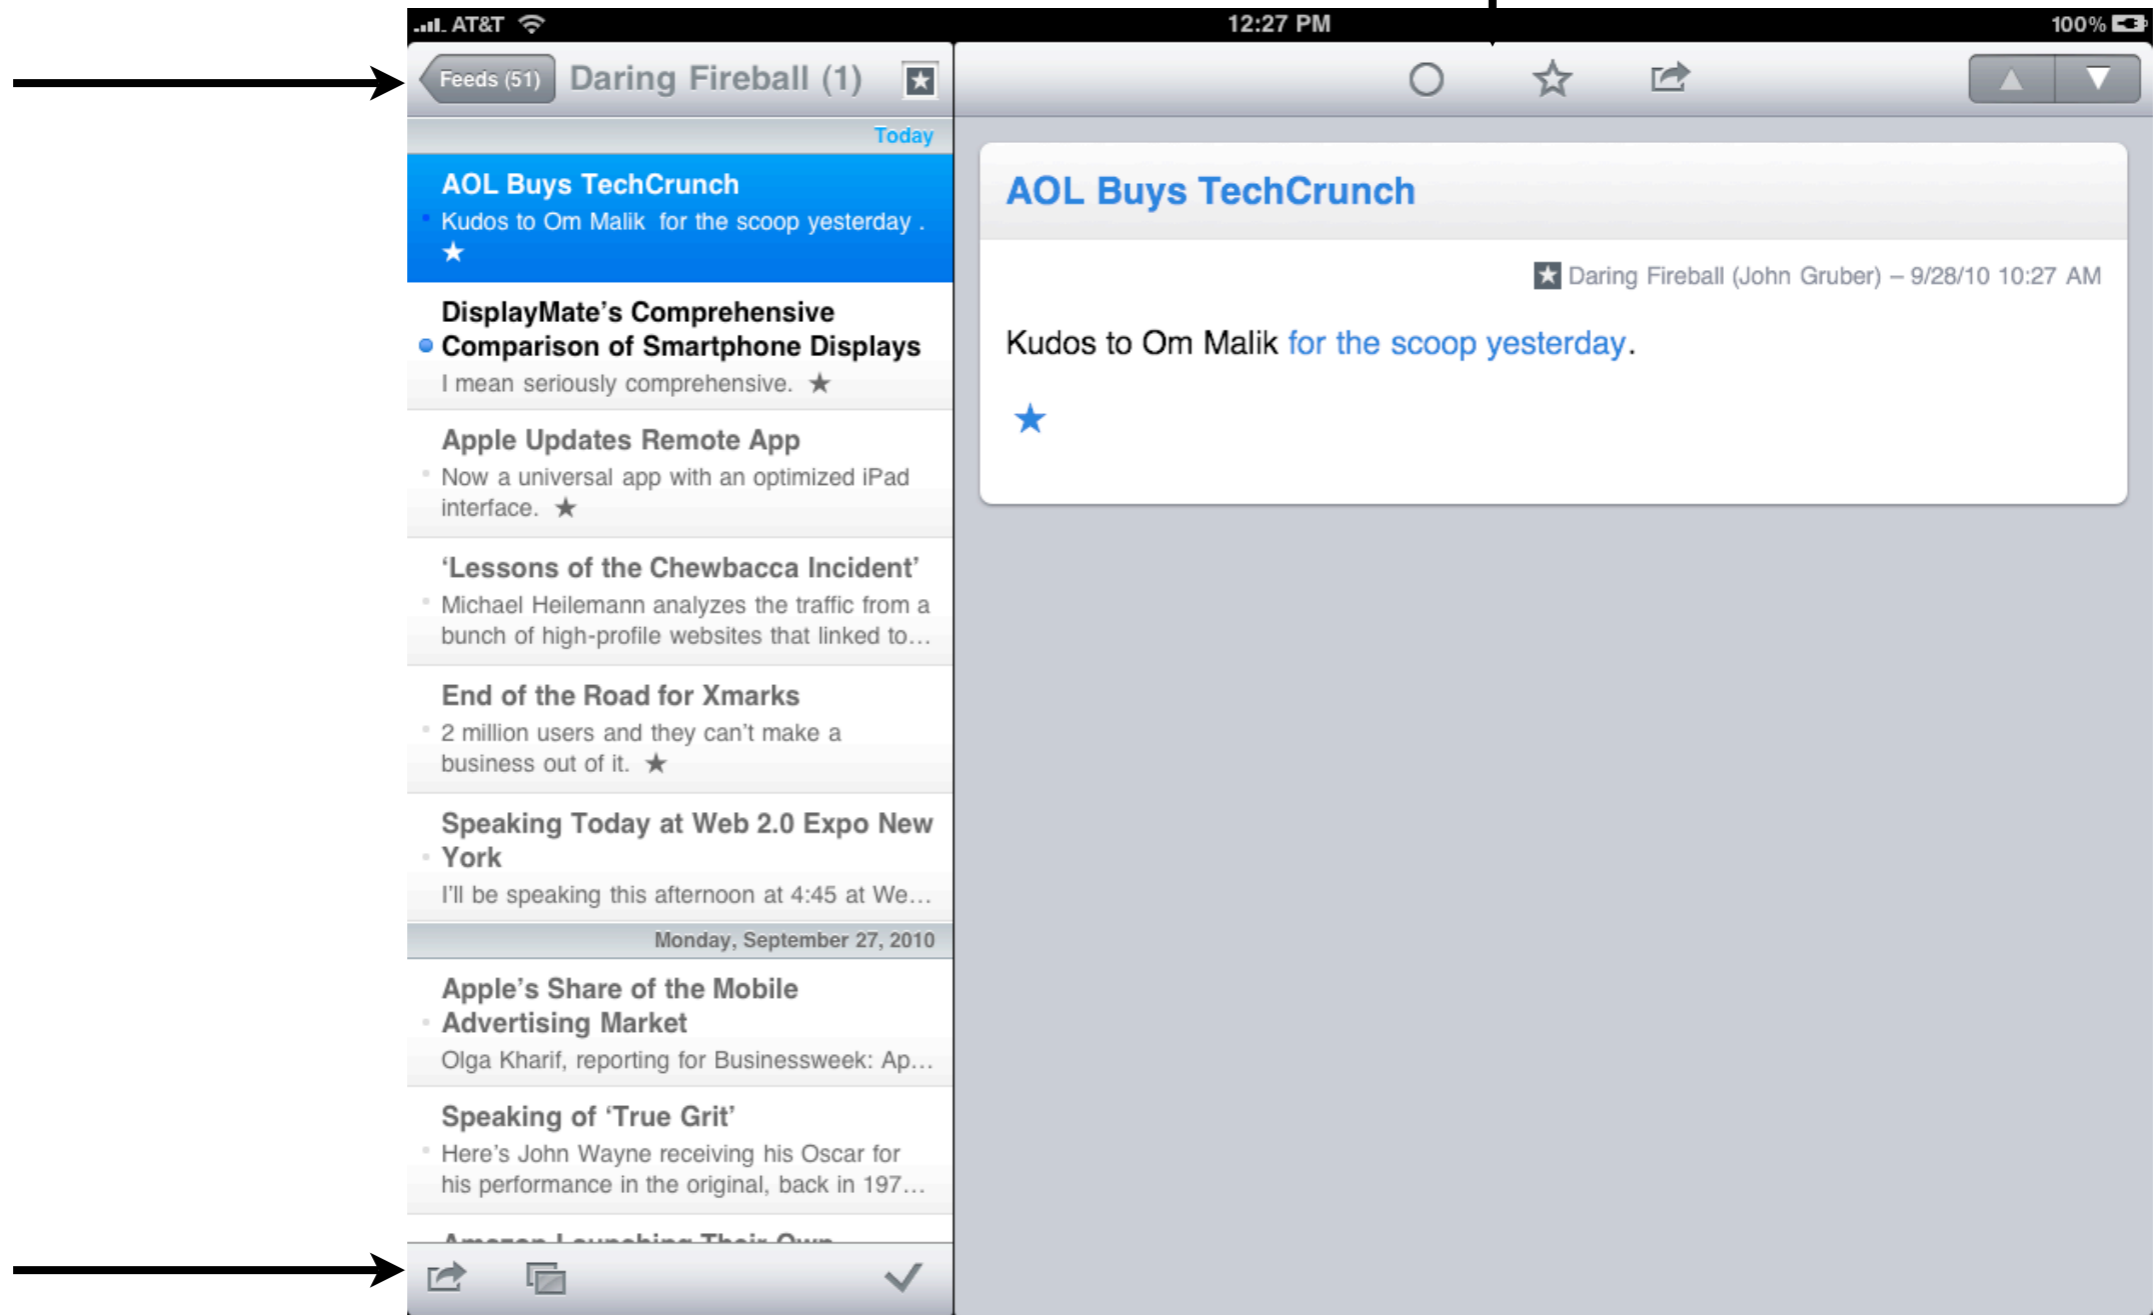 AT&T 12:27 PM 100%
Feeds (51) Daring Fireball (1)
Today
AOL Buys TechCrunch
Kudos to Om Malik for the scoop yesterday .
DisplayMate’s Comprehensive
Comparison of Smartphone Displays
I mean seriously comprehensive.
Apple Updates Remote App
Now a universal app with an optimized iPad
interface.
‘Lessons of the Chewbacca Incident’
Michael Heilemann analyzes the traffic from a
bunch of high-profile websites that linked to…
End of the Road for Xmarks
2 million users and they can’t make a
business out of it.
Speaking Today at Web 2.0 Expo New
York
I’ll be speaking this afternoon at 4:45 at We…
Monday, September 27, 2010
Apple’s Share of the Mobile
Advertising Market
Olga Kharif, reporting for Businessweek: Ap…
Speaking of ‘True Grit’
Here’s John Wayne receiving his Oscar for
his performance in the original, back in 197…
Amazon Launching Their Own
AOL Buys TechCrunch
Daring Fireball (John Gruber) – 9/28/10 10:27 AM
Kudos to Om Malik for the scoop yesterday.